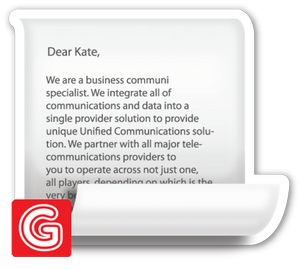 Dear Kate,
We are a business communi
specialist. We integrate all of
communications and data into a
single provider solution to provide
unique Unified Communications solu-
tion. We partner with all major tele-
communications providers to
you to operate across not just one,
all players, depending on which is the
very be
G